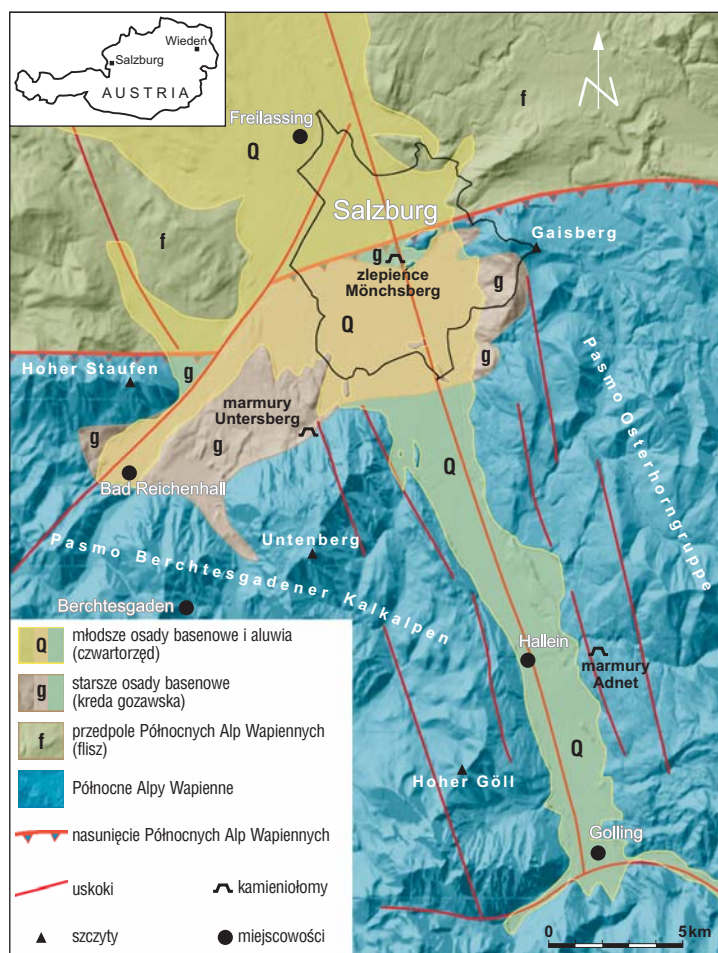 Wiedeń
Salzburg
AUSTRIA
f
Freilassing
Q
Salzburg
Gaisberg
f
g
zlepieńce
Mönchsberg
g
Q
g
Hoher Staufen
g
marmury
Untersberg
g
g
Bad Reichenhall
Q
Pasmo Osterhorngruppe
Untenberg
Pasmo Berchtesgadener Kalkalpen
Berchtesgaden
Hallein
marmury
Adnet
Q
Hoher Göll
Golling
Q
młodsze osady basenowe i aluwia
(czwartorzęd)
g
starsze osady basenowe
(kreda gozawska)
f
przedpole Północnych Alp Wapiennych
(flisz)
Północne Alpy Wapienne
nasunięcie Północnych Alp Wapiennych
uskoki
kamieniołomy
szczyty
miejscowości
0
5km